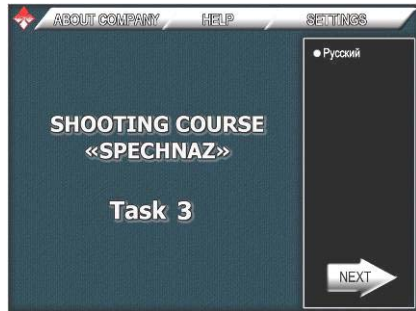 ABOUT COMPANY HELP SETTINGS
Русский
SHOOTING COURSE
«SPECHNAZ»
Task 3
NEXT